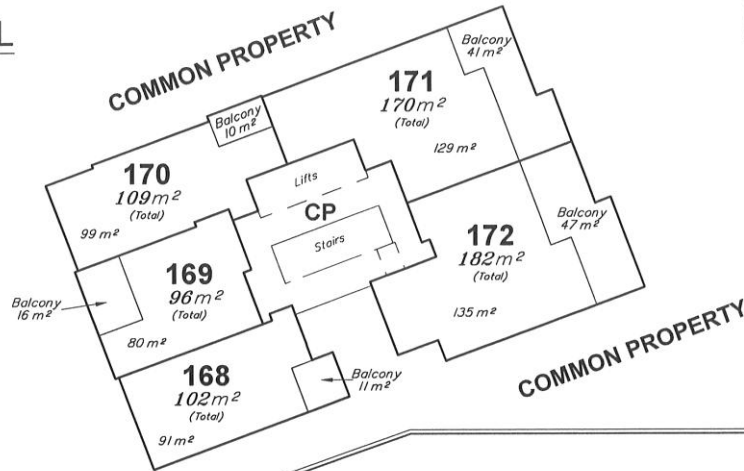 L
COMMON PROPERTY
Balcony
41 m²
171
170m²
(Total)
129 m²
Balcony
10 m²
170
109m²
(Total)
99 m²
Lifts
CP
Stairs
Balcony
47 m²
172
182m²
(Total)
135 m²
169
96m²
(Total)
80 m²
Balcony
16 m²
168
102m²
(Total)
91 m²
Balcony
11 m²
COMMON PROPERTY